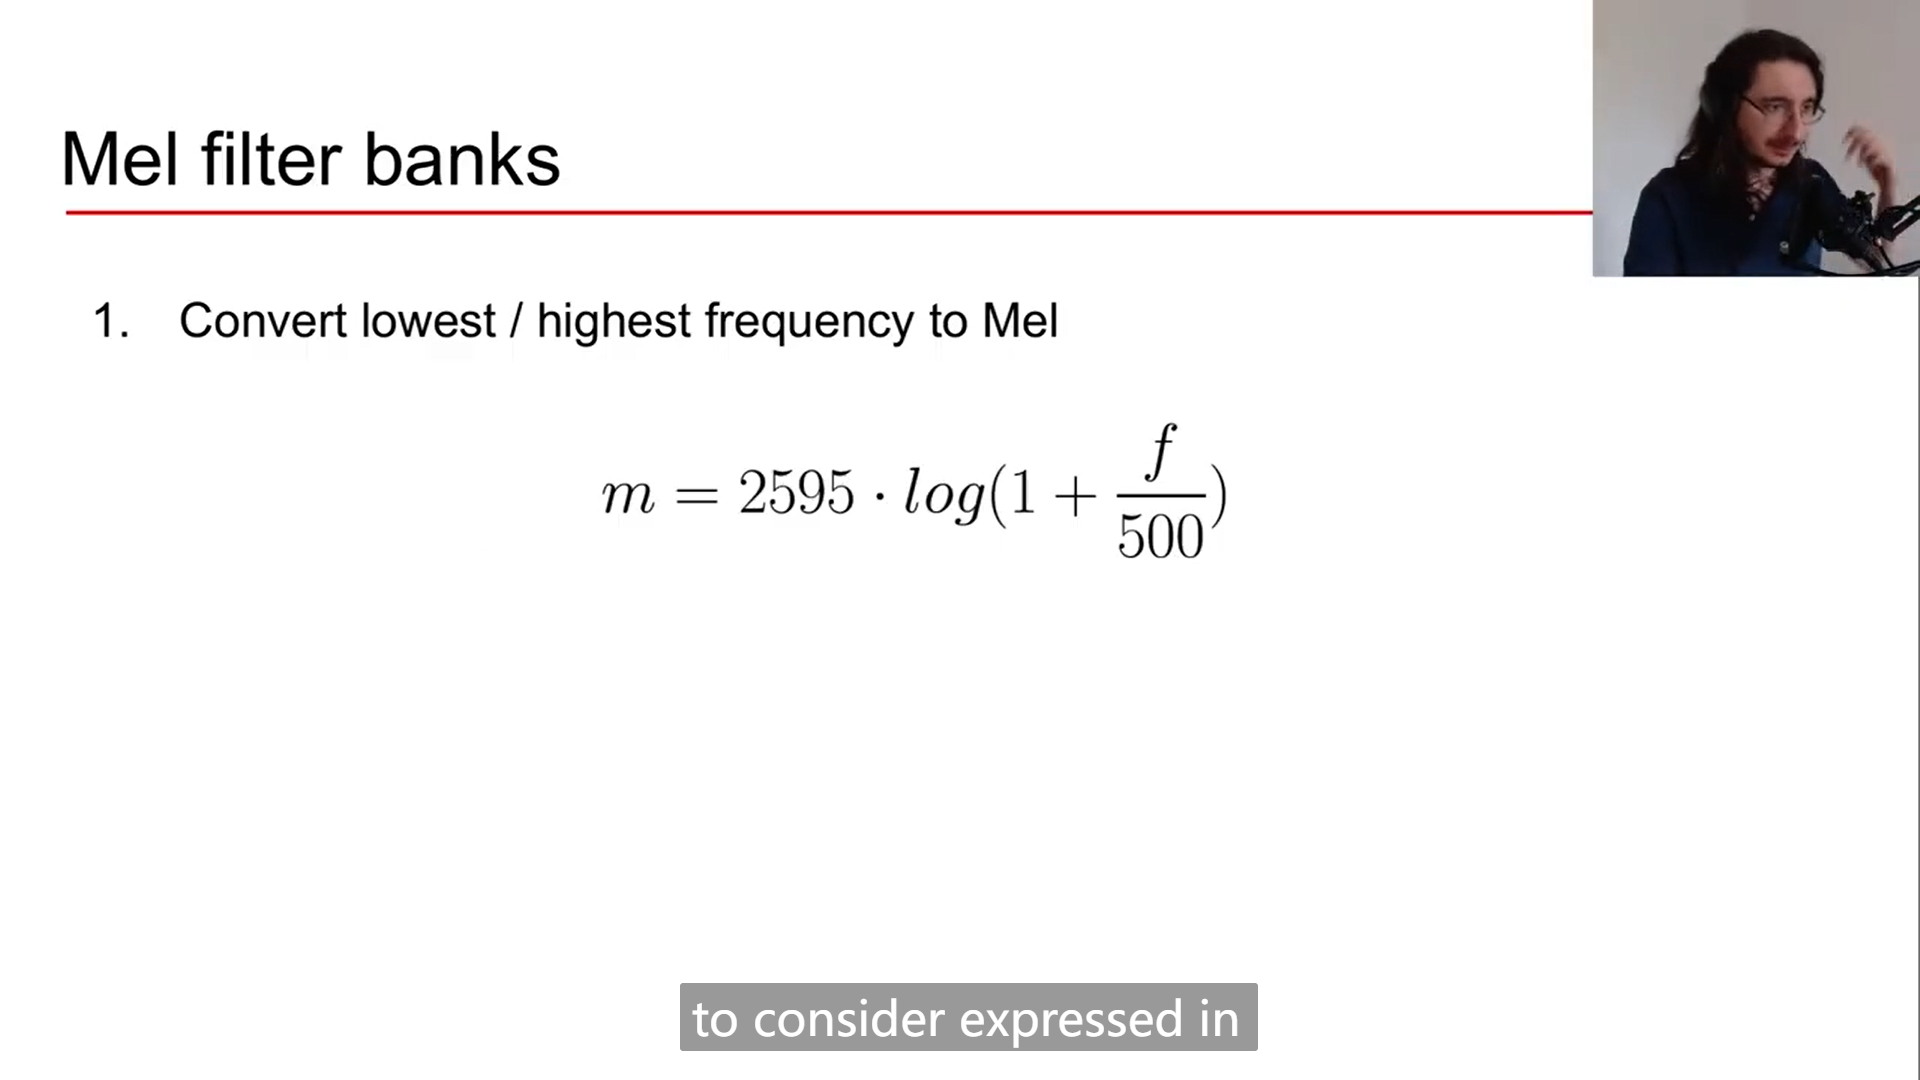 Mel filter banks
1. Convert lowest / highest frequency to Mel
m = 2595 · log(1 + f/500)
to consider expressed in